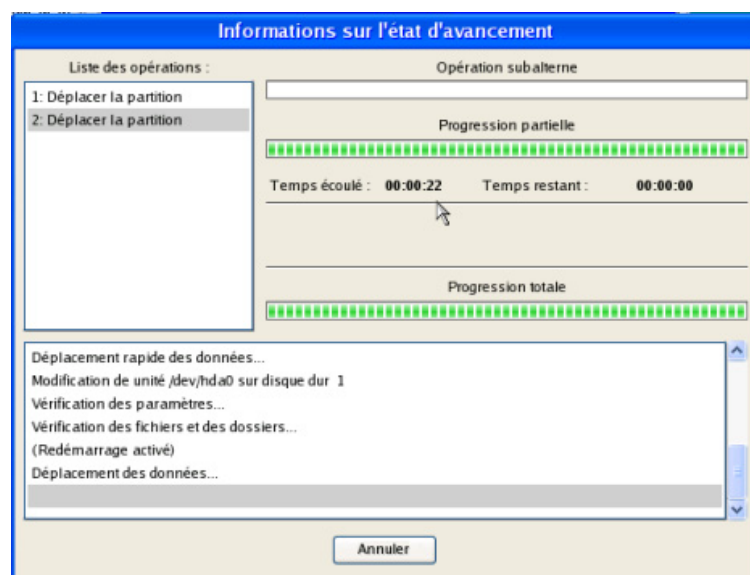 Informations sur l'état d'avancement
Liste des opérations :
1: Déplacer la partition
2: Déplacer la partition
Opération subalterne
Progression partielle
Temps écoulé : 00:00:22 Temps restant : 00:00:00
Progression totale
Déplacement rapide des données...
Modification de unité /dev/hda0 sur disque dur 1
Vérification des paramètres...
Vérification des fichiers et des dossiers...
(Redémarrage activé)
Déplacement des données...
Annuler